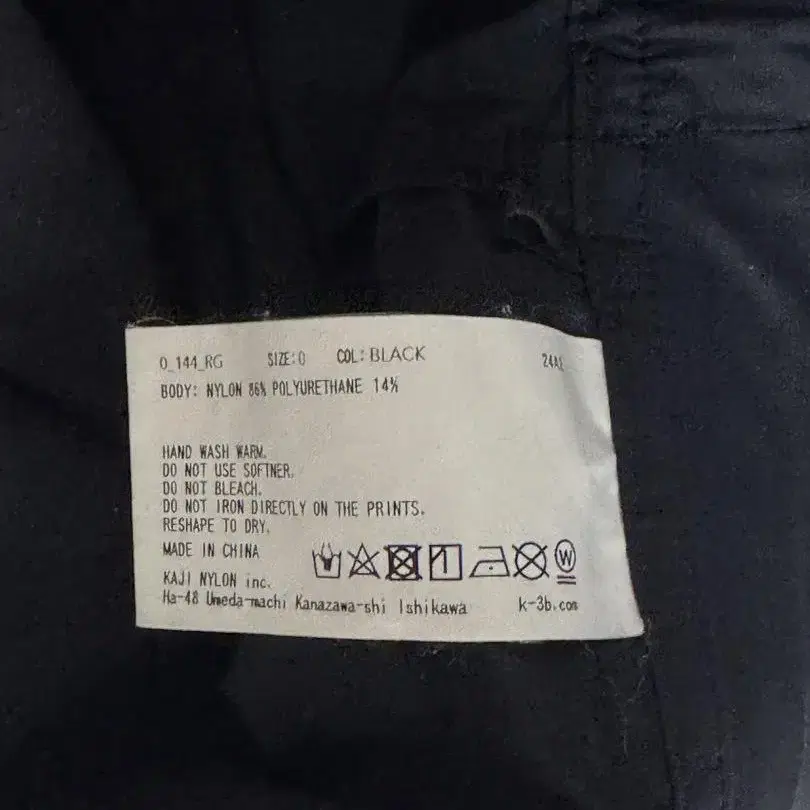 0_144_RG SIZE:0 COL:BLACK
BODY: NYLON 86% POLYURETHANE 14%
HAND WASH WARM.
DO NOT USE SOFTNER.
DO NOT BLEACH.
DO NOT IRON DIRECTLY ON THE PRINTS.
RESHAPE TO DRY.
MADE IN CHINA
W
KAJI NYLON inc.
Ha-48 Umeda-machi Kanazawa-shi Ishikawa k-3b.com